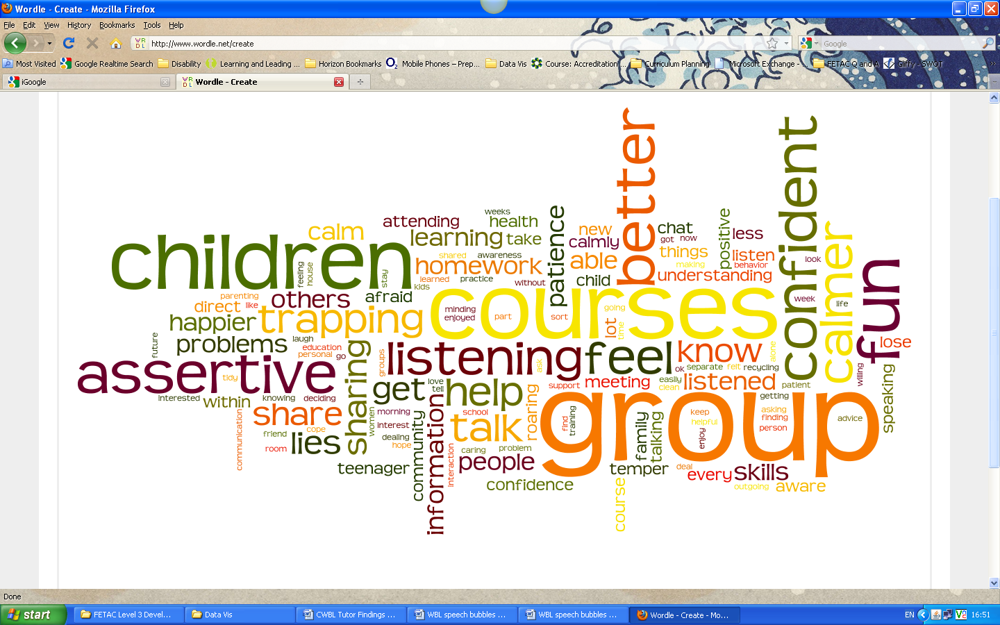 Wordle - Create - Mozilla Firefox
File Edit View History Bookmarks Tools Help
http://www.wordle.net/create
Google
Most Visited Google Realtime Search Disability Learning and Leading ... Horizon Bookmarks Mobile Phones – Prep... Data Vis Course: Accreditation ... Curriculum Planning Microsoft Exchange - ... FETAC Q and A Gliffy - SWOT
iGoogle Wordle - Create
better
confident
children
calm
attending
weeks
health
learning
take
patience
new
calmly
chat
got now
positive
less
things
listen
making
behavior
look
calmer
fun
shared
awareness
homework
able
understanding
learned
practice
without
child
kids
feeling
house
stay
parenting
direct
like
others
afraid
courses
minding
enjoyed
part
sort
going
time
lot
week
life
happier
trapping
problems
laugh
future
education
personal
go
listening
feel
know
alone
lose
assertive
tidy
sharing
groups
ask
ok
separate
felt
recycling
willing
speaking
interested
within
knowing
deciding
get
love
tell
help
roaring
support
meeting
easily
clean
listened
patient
getting
group
communication
share
cope
friend
room
lies
women
morning
interest
dealing
hope
community
information
school
talk
find
training
family
talking
keep
helpful
enjoy
asking
finding
person
advice
teenager
interaction
caring
problem
people
confidence
temper
deal
every
skills
outgoing
aware
course
Done
start FETAC Level 3 Devel... Data Vis CWBL Tutor Findings ... WBL speech bubbles ... WBL speech bubbles ... Wordle - Create - Mo... EN 16:51